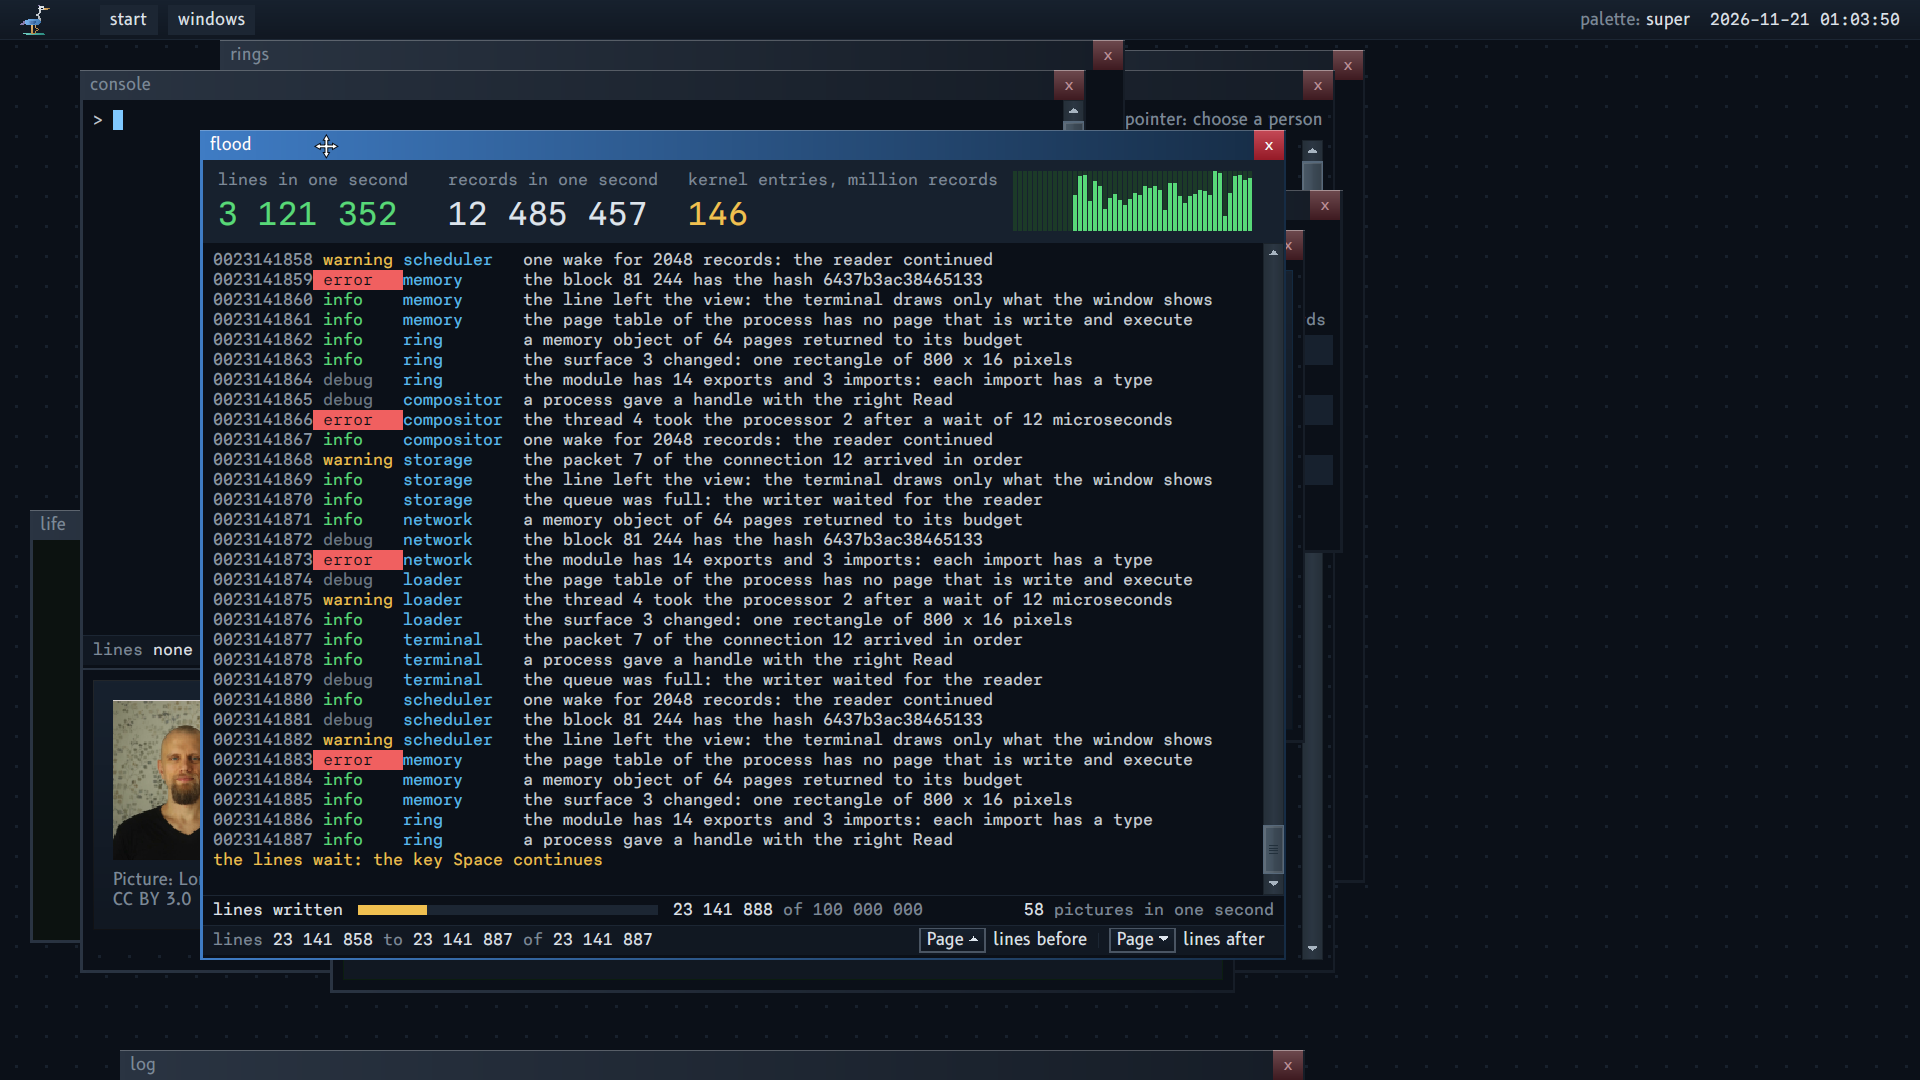 start windows palette: super 2026-11-21 01:03:50
rings x
x
console x
x
> pointer: choose a person
flood x
lines in one second records in one second kernel entries, million records
3 121 352 12 485 457 146
x
x
0023141858 warning scheduler one wake for 2048 records: the reader continued
0023141859 error memory the block 81 244 has the hash 6437b3ac38465133
0023141860 info memory the line left the view: the terminal draws only what the window shows
0023141861 info memory the page table of the process has no page that is write and execute
ds
0023141862 info ring a memory object of 64 pages returned to its budget
0023141863 info ring the surface 3 changed: one rectangle of 800 x 16 pixels
0023141864 debug ring the module has 14 exports and 3 imports: each import has a type
0023141865 debug compositor a process gave a handle with the right Read
0023141866 error compositor the thread 4 took the processor 2 after a wait of 12 microseconds
0023141867 info compositor one wake for 2048 records: the reader continued
0023141868 warning storage the packet 7 of the connection 12 arrived in order
0023141869 info storage the line left the view: the terminal draws only what the window shows
0023141870 info storage the queue was full: the writer waited for the reader
0023141871 info network a memory object of 64 pages returned to its budget
life
0023141872 debug network the block 81 244 has the hash 6437b3ac38465133
0023141873 error network the module has 14 exports and 3 imports: each import has a type
0023141874 debug loader the page table of the process has no page that is write and execute
0023141875 warning loader the thread 4 took the processor 2 after a wait of 12 microseconds
0023141876 info loader the surface 3 changed: one rectangle of 800 x 16 pixels
0023141877 info terminal the packet 7 of the connection 12 arrived in order
lines none
0023141878 info terminal a process gave a handle with the right Read
0023141879 debug terminal the queue was full: the writer waited for the reader
0023141880 info scheduler one wake for 2048 records: the reader continued
0023141881 debug scheduler the block 81 244 has the hash 6437b3ac38465133
0023141882 warning scheduler the line left the view: the terminal draws only what the window shows
0023141883 error memory the page table of the process has no page that is write and execute
0023141884 info memory a memory object of 64 pages returned to its budget
0023141885 info memory the surface 3 changed: one rectangle of 800 x 16 pixels
0023141886 info ring the module has 14 exports and 3 imports: each import has a type
0023141887 info ring a process gave a handle with the right Read
the lines wait: the key Space continues
Picture: Lo
CC BY 3.0
lines written 23 141 888 of 100 000 000 58 pictures in one second
lines 23 141 858 to 23 141 887 of 23 141 887 Page lines before Page lines after
log x